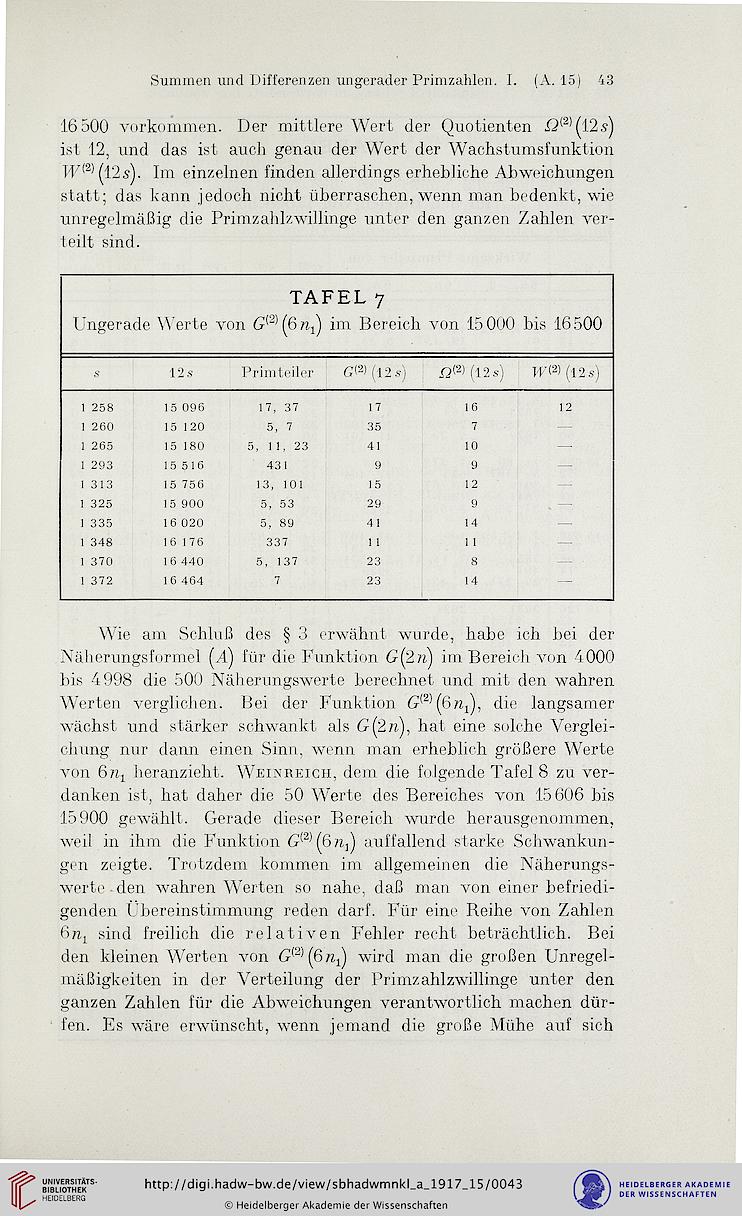 Summen und Differenzen ungerader Primzahlen. I. (A. 15) 43
16 500 vorkommen. Der mittlere Wert der Quotienten Ω⁽²⁾(12s)
ist 12, und das ist auch genau der Wert der Wachstumsfunktion
W⁽²⁾(12s). Im einzelnen finden allerdings erhebliche Abweichungen
statt; das kann jedoch nicht überraschen, wenn man bedenkt, wie
unregelmäßig die Primzahlzwillinge unter den ganzen Zahlen ver-
teilt sind.
TAFEL 7
Ungerade Werte von G⁽²⁾(6n₁) im Bereich von 15 000 bis 16 500
s 12s Primteiler G⁽²⁾(12s) Ω⁽²⁾(12s) W⁽²⁾(12s)
1 258 15 096 17, 37 17 16 12
1 260 15 120 5, 7 35 7 —
1 265 15 180 5, 11, 23 41 10 —
1 293 15 516 431 9 9 —
1 313 15 756 13, 101 15 12 —
1 325 15 900 5, 53 29 9 —
1 335 16 020 5, 89 41 14 —
1 348 16 176 337 11 11 —
1 370 16 440 5, 137 23 8 —
1 372 16 464 7 23 14 —
Wie am Schluß des § 3 erwähnt wurde, habe ich bei der
Näherungsformel (A) für die Funktion G(2n) im Bereich von 4000
bis 4998 die 500 Näherungswerte berechnet und mit den wahren
Werten verglichen. Bei der Funktion G⁽²⁾(6n₁), die langsamer
wächst und stärker schwankt als G(2n), hat eine solche Verglei-
chung nur dann einen Sinn, wenn man erheblich größere Werte
von 6n₁ heranzieht. WEINREICH, dem die folgende Tafel 8 zu ver-
danken ist, hat daher die 50 Werte des Bereiches von 15 606 bis
15 900 gewählt. Gerade dieser Bereich wurde herausgenommen,
weil in ihm die Funktion G⁽²⁾(6n₁) auffallend starke Schwankun-
gen zeigte. Trotzdem kommen im allgemeinen die Näherungs-
werte den wahren Werten so nahe, daß man von einer befriedi-
genden Übereinstimmung reden darf. Für eine Reihe von Zahlen
6n₁ sind freilich die relativen Fehler recht beträchtlich. Bei
den kleinen Werten von G⁽²⁾(6n₁) wird man die großen Unregel-
mäßigkeiten in der Verteilung der Primzahlzwillinge unter den
ganzen Zahlen für die Abweichungen verantwortlich machen dür-
fen. Es wäre erwünscht, wenn jemand die große Mühe auf sich
UNIVERSITÄTS-
BIBLIOTHEK
HEIDELBERG
http://digi.hadw-bw.de/view/sbhadwmnkl_a_1917_15/0043
© Heidelberger Akademie der Wissenschaften
HEIDELBERGER AKADEMIE
DER WISSENSCHAFTEN